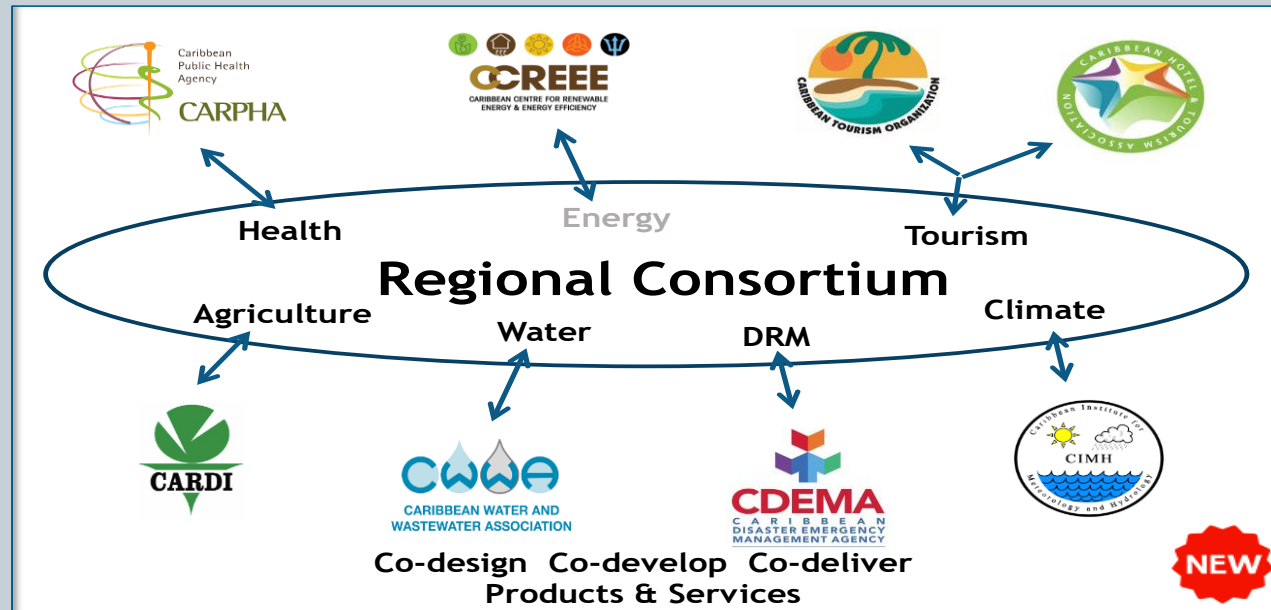 Caribbean
Public Health
Agency
CARPHA
CCREEE
CARIBBEAN CENTRE FOR RENEWABLE
ENERGY & ENERGY EFFICIENCY
CARIBBEAN TOURISM ORGANIZATION
CARIBBEAN HOTEL & TOURISM ASSOCIATION
Health
Energy
Tourism
Regional Consortium
Agriculture
Water
DRM
Climate
CARDI
CWWA
CARIBBEAN WATER AND
WASTEWATER ASSOCIATION
CDEMA
CARIBBEAN
DISASTER EMERGENCY
MANAGEMENT AGENCY
Caribbean Institute for
CIMH
Meteorology and Hydrology
Co-design Co-develop Co-deliver
Products & Services
NEW